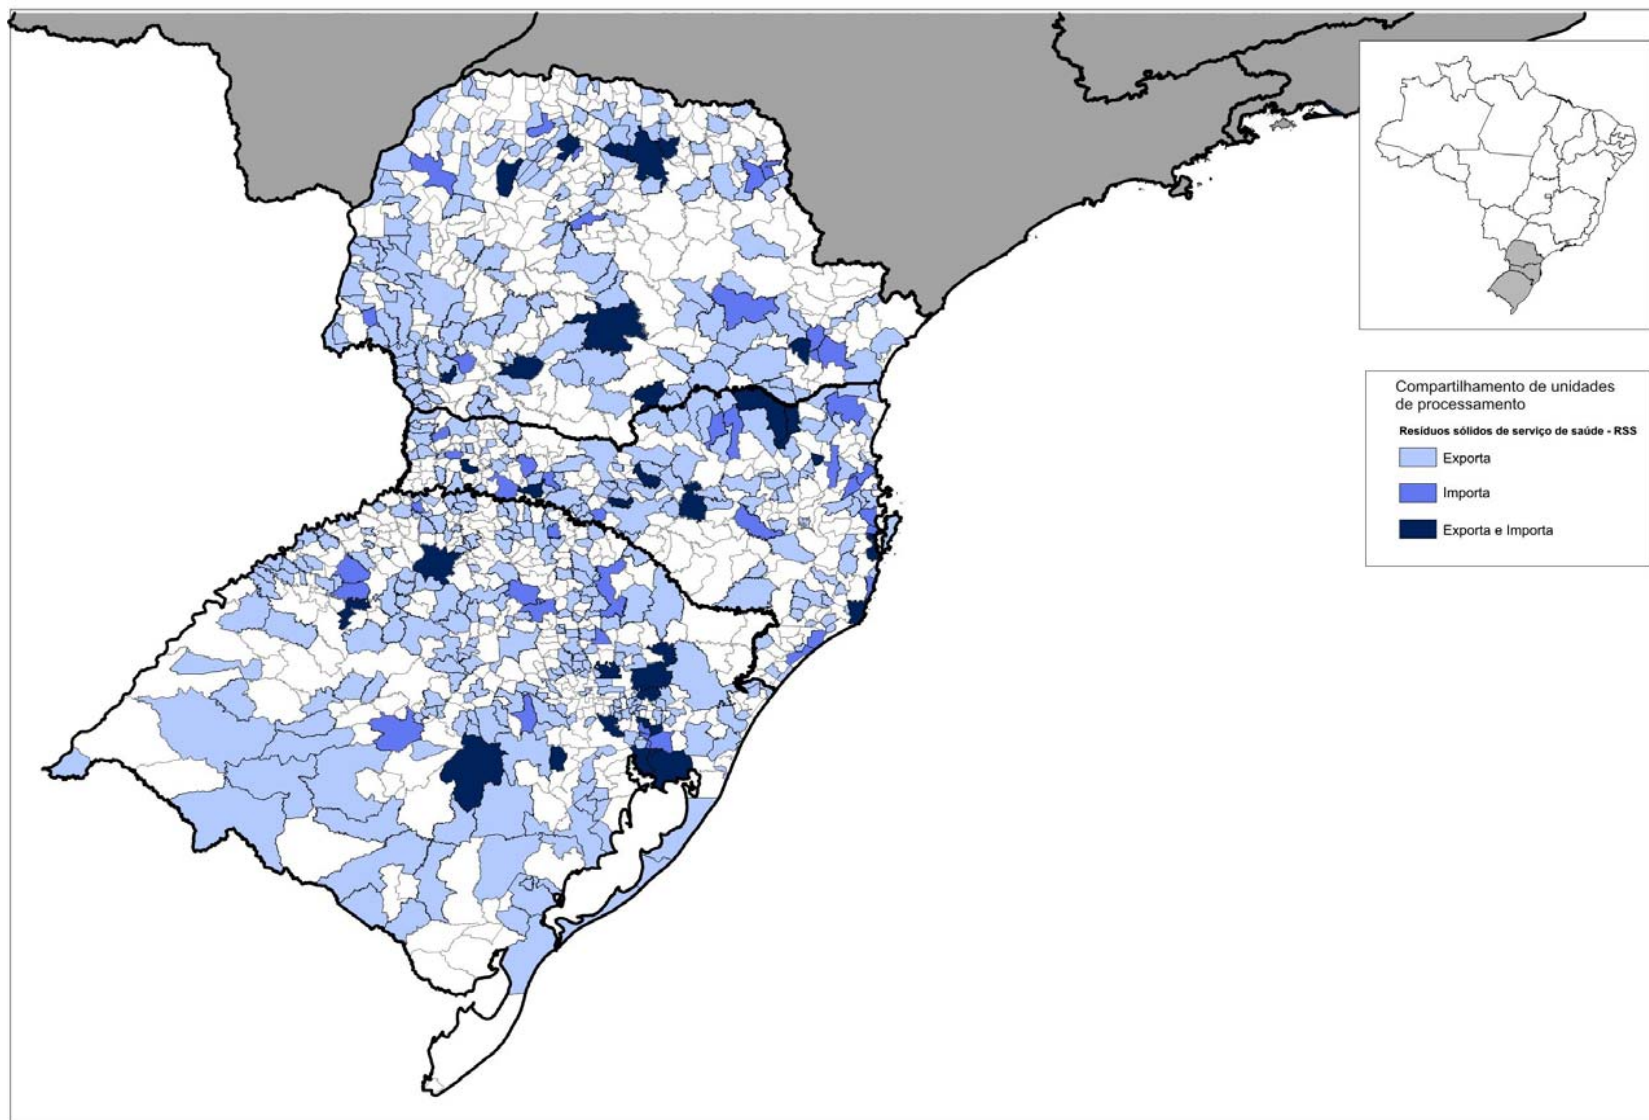 Compartilhamento de unidades
de processamento
Resíduos sólidos de serviço de saúde - RSS
Exporta
Importa
Exporta e Importa